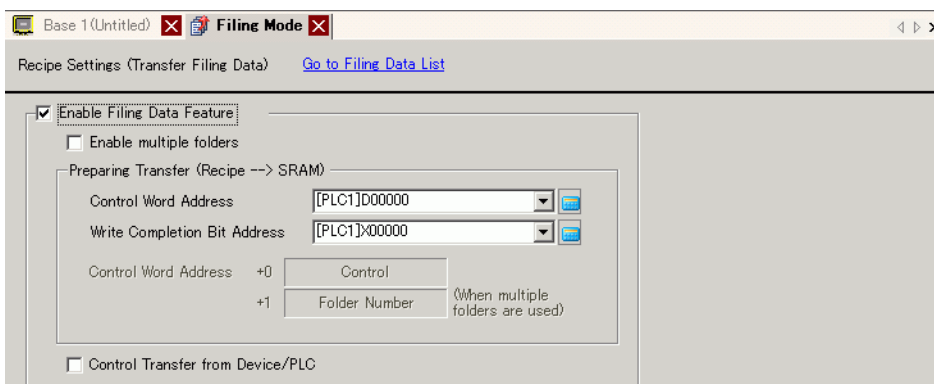 Base 1(Untitled) Filing Mode
Recipe Settings (Transfer Filing Data) Go to Filing Data List
Enable Filing Data Feature
Enable multiple folders
Preparing Transfer (Recipe --> SRAM)
Control Word Address [PLC1]D00000
Write Completion Bit Address [PLC1]X00000
Control Word Address +0 Control
+1 Folder Number (When multiple
folders are used)
Control Transfer from Device/PLC